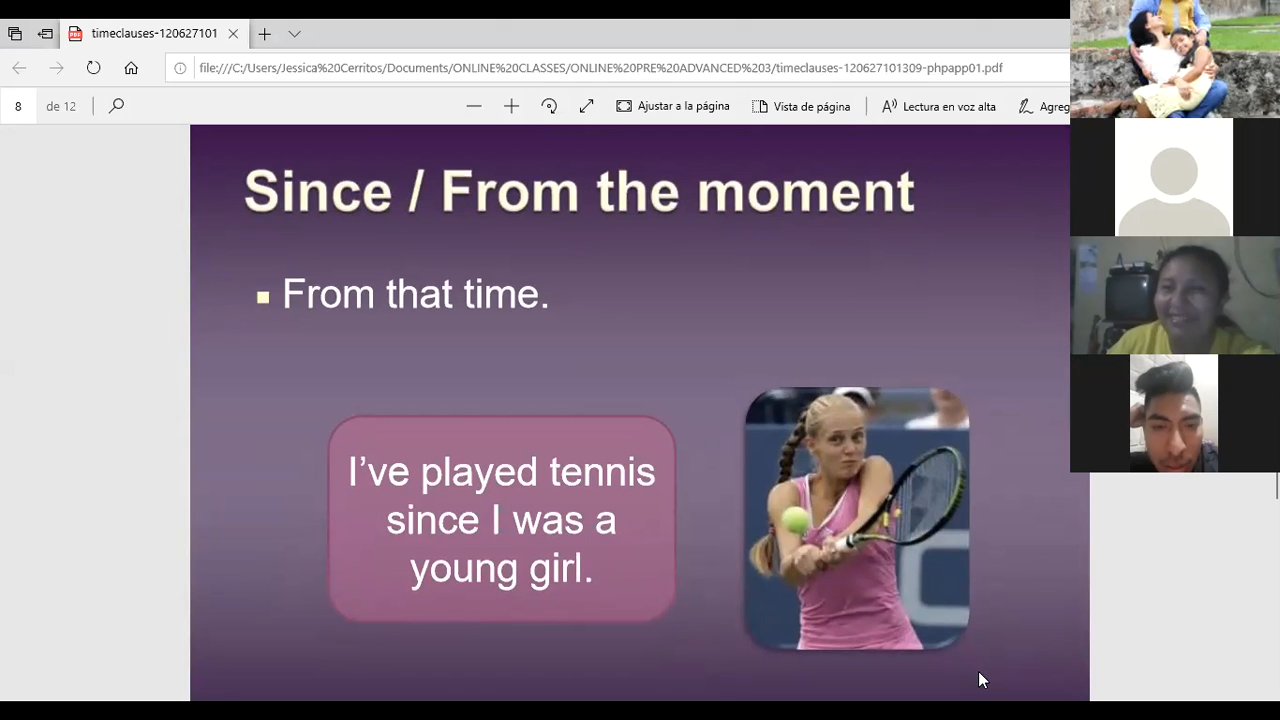 timeclauses-120627101
file:///C:/Users/Jessica%20Cerritos/Documents/ONLINE%20CLASSES/ONLINE%20PRE%20ADVANCED%203/timeclauses-120627101309-phpapp01.pdf
8 de 12 Ajustar a la página Vista de página Lectura en voz alta Agreg
Since / From the moment
From that time.
I've played tennis
since I was a
young girl.